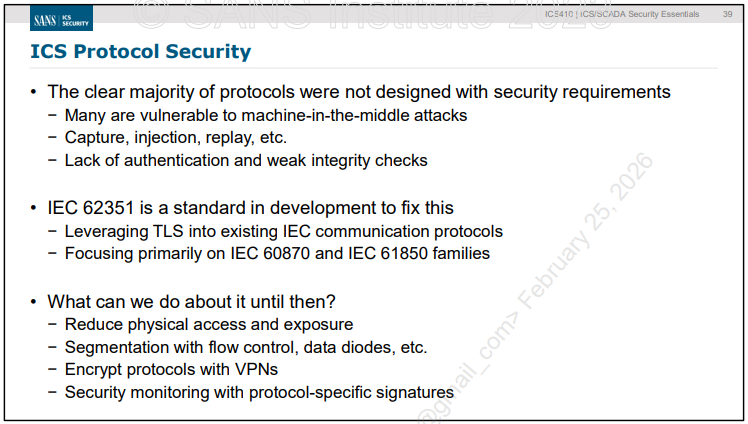 © SANS Institute 2026
SANS ICS SECURITY
ICS410 | ICS/SCADA Security Essentials 39
ICS Protocol Security
• The clear majority of protocols were not designed with security requirements
− Many are vulnerable to machine-in-the-middle attacks
− Capture, injection, replay, etc.
− Lack of authentication and weak integrity checks
• IEC 62351 is a standard in development to fix this
− Leveraging TLS into existing IEC communication protocols
− Focusing primarily on IEC 60870 and IEC 61850 families
• What can we do about it until then?
− Reduce physical access and exposure
− Segmentation with flow control, data diodes, etc.
− Encrypt protocols with VPNs
− Security monitoring with protocol-specific signatures
@gmail_com> February 25, 2026